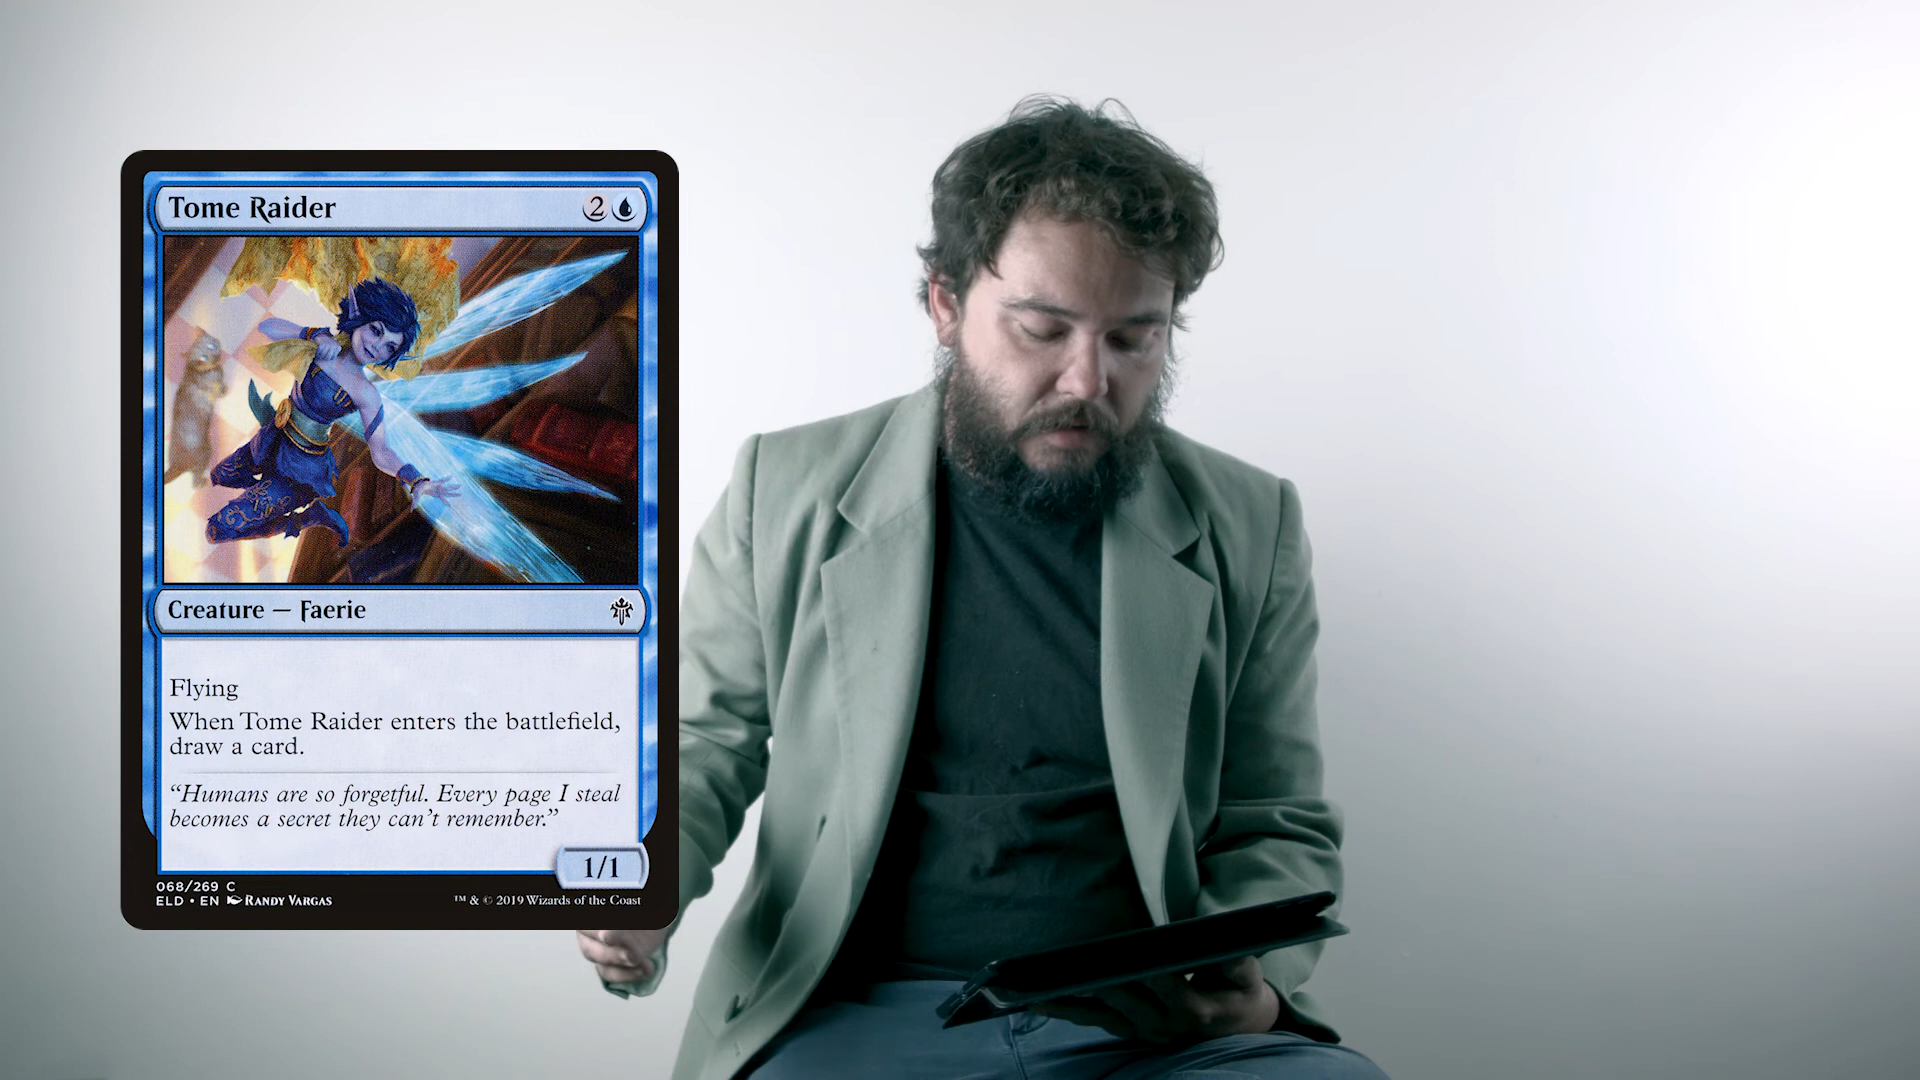 Tome Raider 2
Creature — Faerie
Flying
When Tome Raider enters the battlefield,
draw a card.
“Humans are so forgetful. Every page I steal
becomes a secret they can’t remember.”
1/1
068/269 C
ELD • EN Randy Vargas ™ & © 2019 Wizards of the Coast